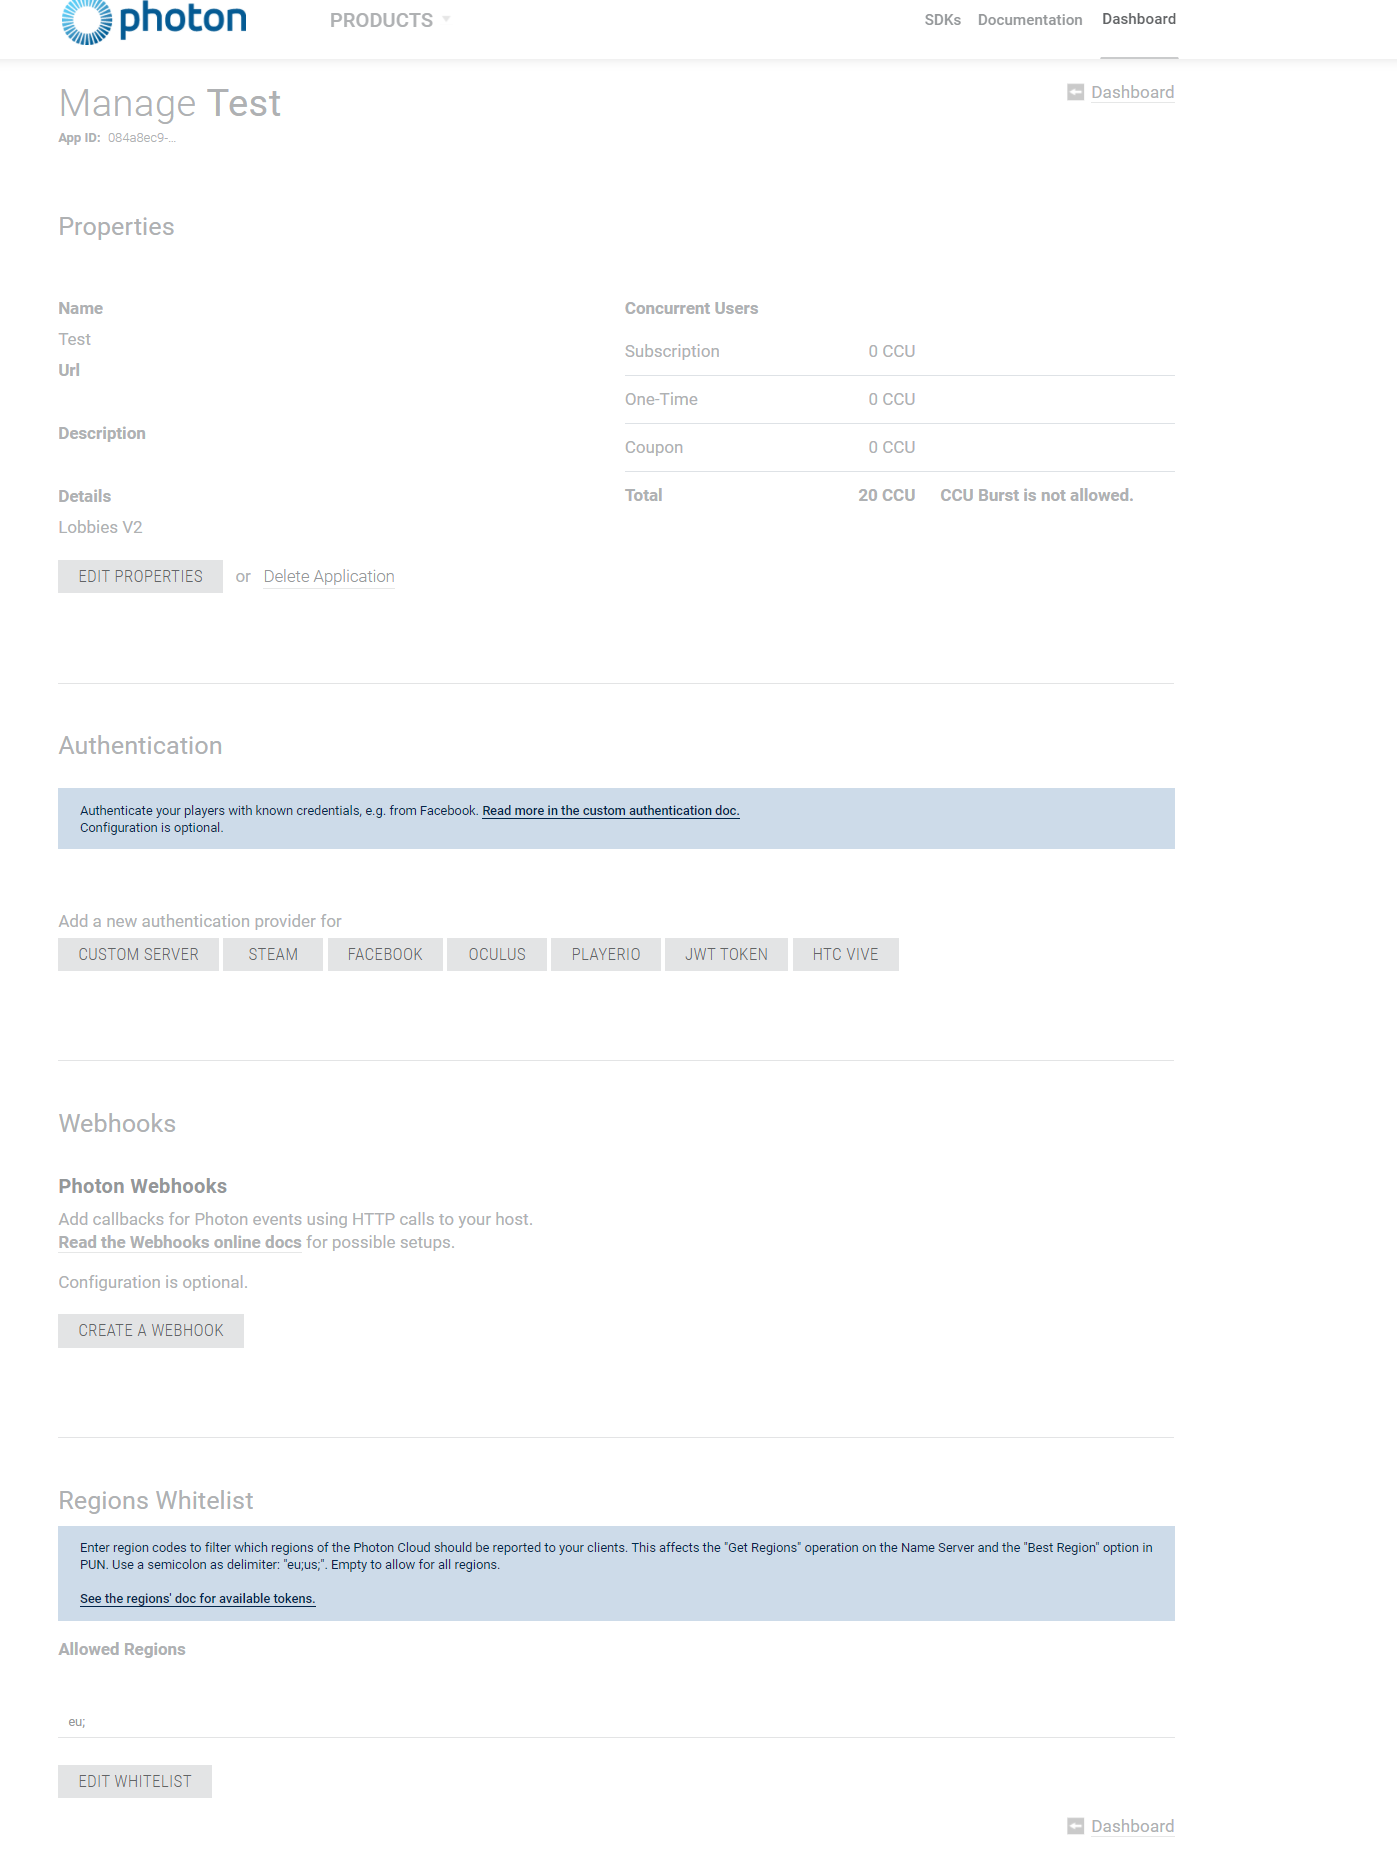 photon
PRODUCTS
SDKs Documentation Dashboard
Manage Test
Dashboard
App ID: 084a8ec9-...
Properties
Name
Test
Url
Description
Details
Lobbies V2
EDIT PROPERTIES or Delete Application
Concurrent Users
Subscription 0 CCU
One-Time 0 CCU
Coupon 0 CCU
Total 20 CCU CCU Burst is not allowed.
Authentication
Authenticate your players with known credentials, e.g. from Facebook. Read more in the custom authentication doc.
Configuration is optional.
Add a new authentication provider for
CUSTOM SERVER STEAM FACEBOOK OCULUS PLAYERIO JWT TOKEN HTC VIVE
Webhooks
Photon Webhooks
Add callbacks for Photon events using HTTP calls to your host.
Read the Webhooks online docs for possible setups.
Configuration is optional.
CREATE A WEBHOOK
Regions Whitelist
Enter region codes to filter which regions of the Photon Cloud should be reported to your clients. This affects the "Get Regions" operation on the Name Server and the "Best Region" option in
PUN. Use a semicolon as delimiter: "eu;us;". Empty to allow for all regions.
See the regions' doc for available tokens.
Allowed Regions
eu;
EDIT WHITELIST
Dashboard